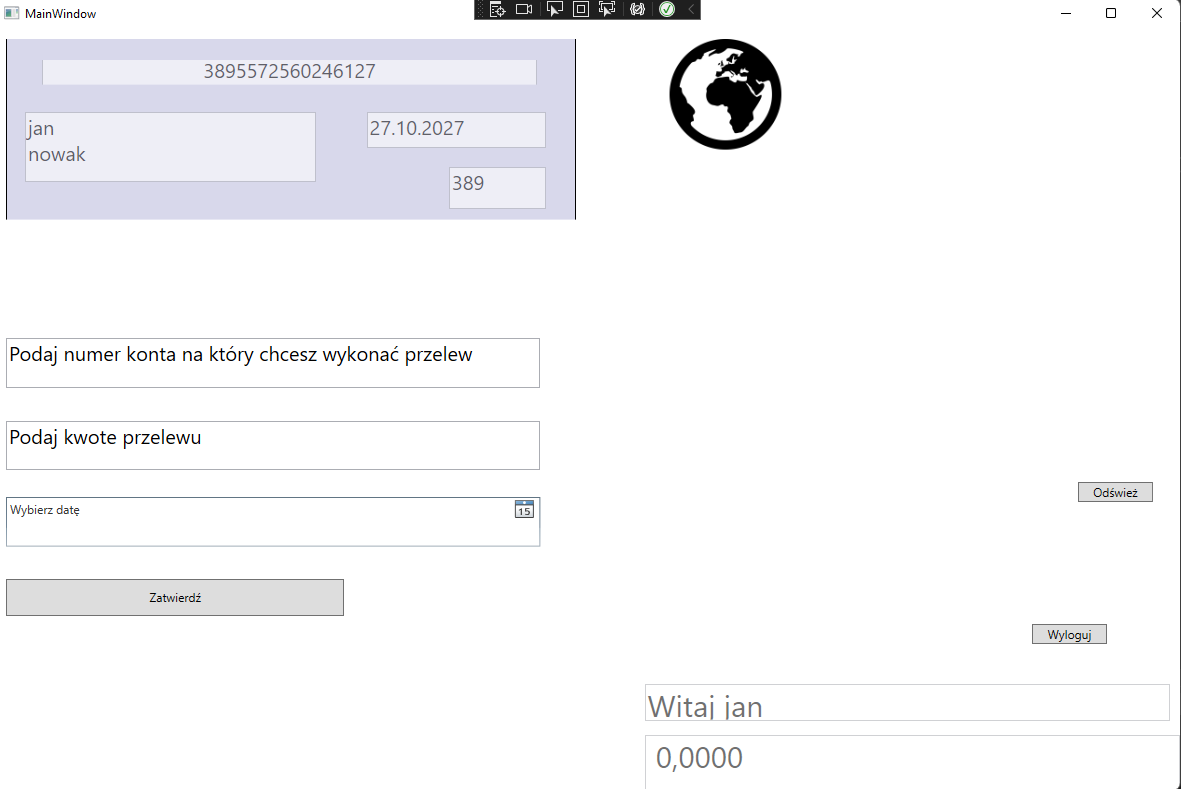 MainWindow
3895572560246127
jan
nowak
27.10.2027
389
Podaj numer konta na który chcesz wykonać przelew
Podaj kwote przelewu
Wybierz datę
15
Odśwież
Zatwierdź
Wyloguj
Witaj jan
0,0000